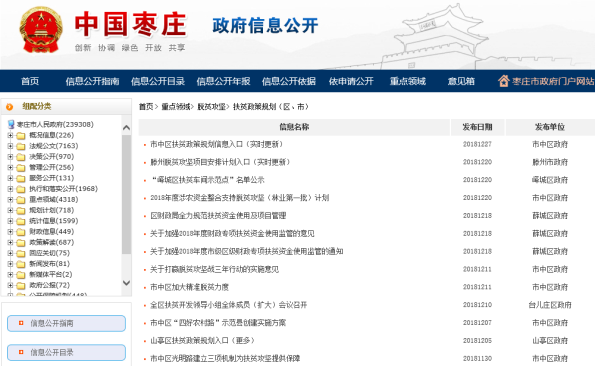 中国枣庄
政府信息公开
创新 协调 绿色 开放 共享
首页 信息公开指南 信息公开目录 信息公开年报 信息公开依据 依申请公开 重点领域 意见箱 枣庄市政府门户网站
组配分类
枣庄市人民政府(239308)
概况信息(226)
法规公文(7163)
决策公开(970)
管理公开(256)
服务公开(131)
执行和落实公开(1968)
重点领域(4318)
规划计划(718)
统计信息(1599)
财政信息(449)
政策解读(687)
回应关切(75)
新闻发布(81)
新媒体平台(2)
政府公报(72)
信息公开指南
信息公开目录
首页> 重点领域> 脱贫攻坚> 扶贫政策规划（区、市）
信息名称 发布日期 发布单位
市中区扶贫政策规划信息入口（实时更新） 20181227 市中区政府
滕州脱贫攻坚项目安排计划入口（实时更新） 20181220 滕州市政府
“峄城区扶贫车间示范点”名单公示 20181220 峄城区政府
2018年度涉农资金整合支持脱贫攻坚（林业第一批）计划 20181220 峄城区政府
区财政局全力规范扶贫资金使用及项目管理 20181218 薛城区政府
关于加强2018年度财政专项扶贫资金使用监管的意见 20181218 薛城区政府
关于加强2018年度市级区级财政专项扶贫资金使用监管的通知 20181218 薛城区政府
关于打赢脱贫攻坚战三年行动的实施意见 20181211 市中区政府
市中区加大精准脱贫力度 20181211 市中区政府
全区扶贫开发领导小组全体成员（扩大）会议召开 20181210 台儿庄区政府
市中区“四好农村路”示范县创建实施方案 20181207 市中区政府
山亭区扶贫政策规划入口（更多） 20181205 山亭区政府
市中区光明路建立三项机制为扶贫攻坚提供保障 20181130 市中区政府